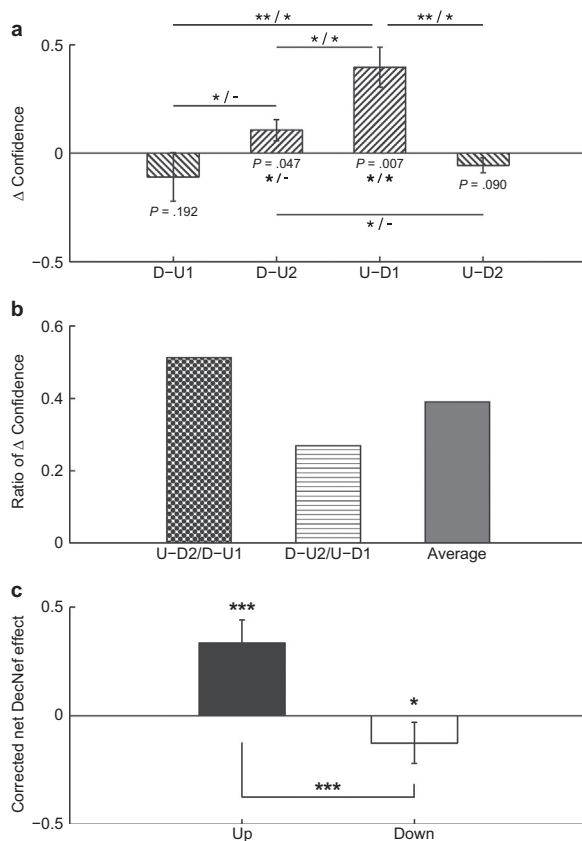 a
** / *
** / *
* / *
* / -
0.5
0
−0.5
Δ Confidence
P = .192
P = .047
*/-
P = .007
*/*
P = .090
* / -
D−U1
D−U2
U−D1
U−D2
b
0.6
0.4
0.2
0
Ratio of Δ Confidence
U−D2/D−U1
D−U2/U−D1
Average
c
0.5
0
−0.5
Corrected net DecNef effect
***
*
***
Up
Down